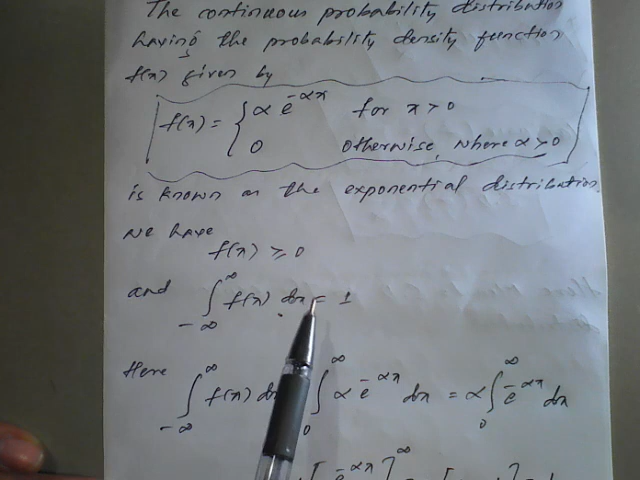 The continuous probability distribution
having the probability density function
f(x) given by
f(x) = { α e^{-αx} for x > 0
0 otherwise, where α > 0
is known as the exponential distribution.
We have
f(x) ≥ 0
and ∫_{-∞}^{∞} f(x) dx = 1
Here ∫_{-∞}^{∞} f(x) dx ∫_{0}^{∞} α e^{-αx} dx = α ∫_{0}^{∞} e^{-αx} dx
[ e^{-αx} ]^{∞}